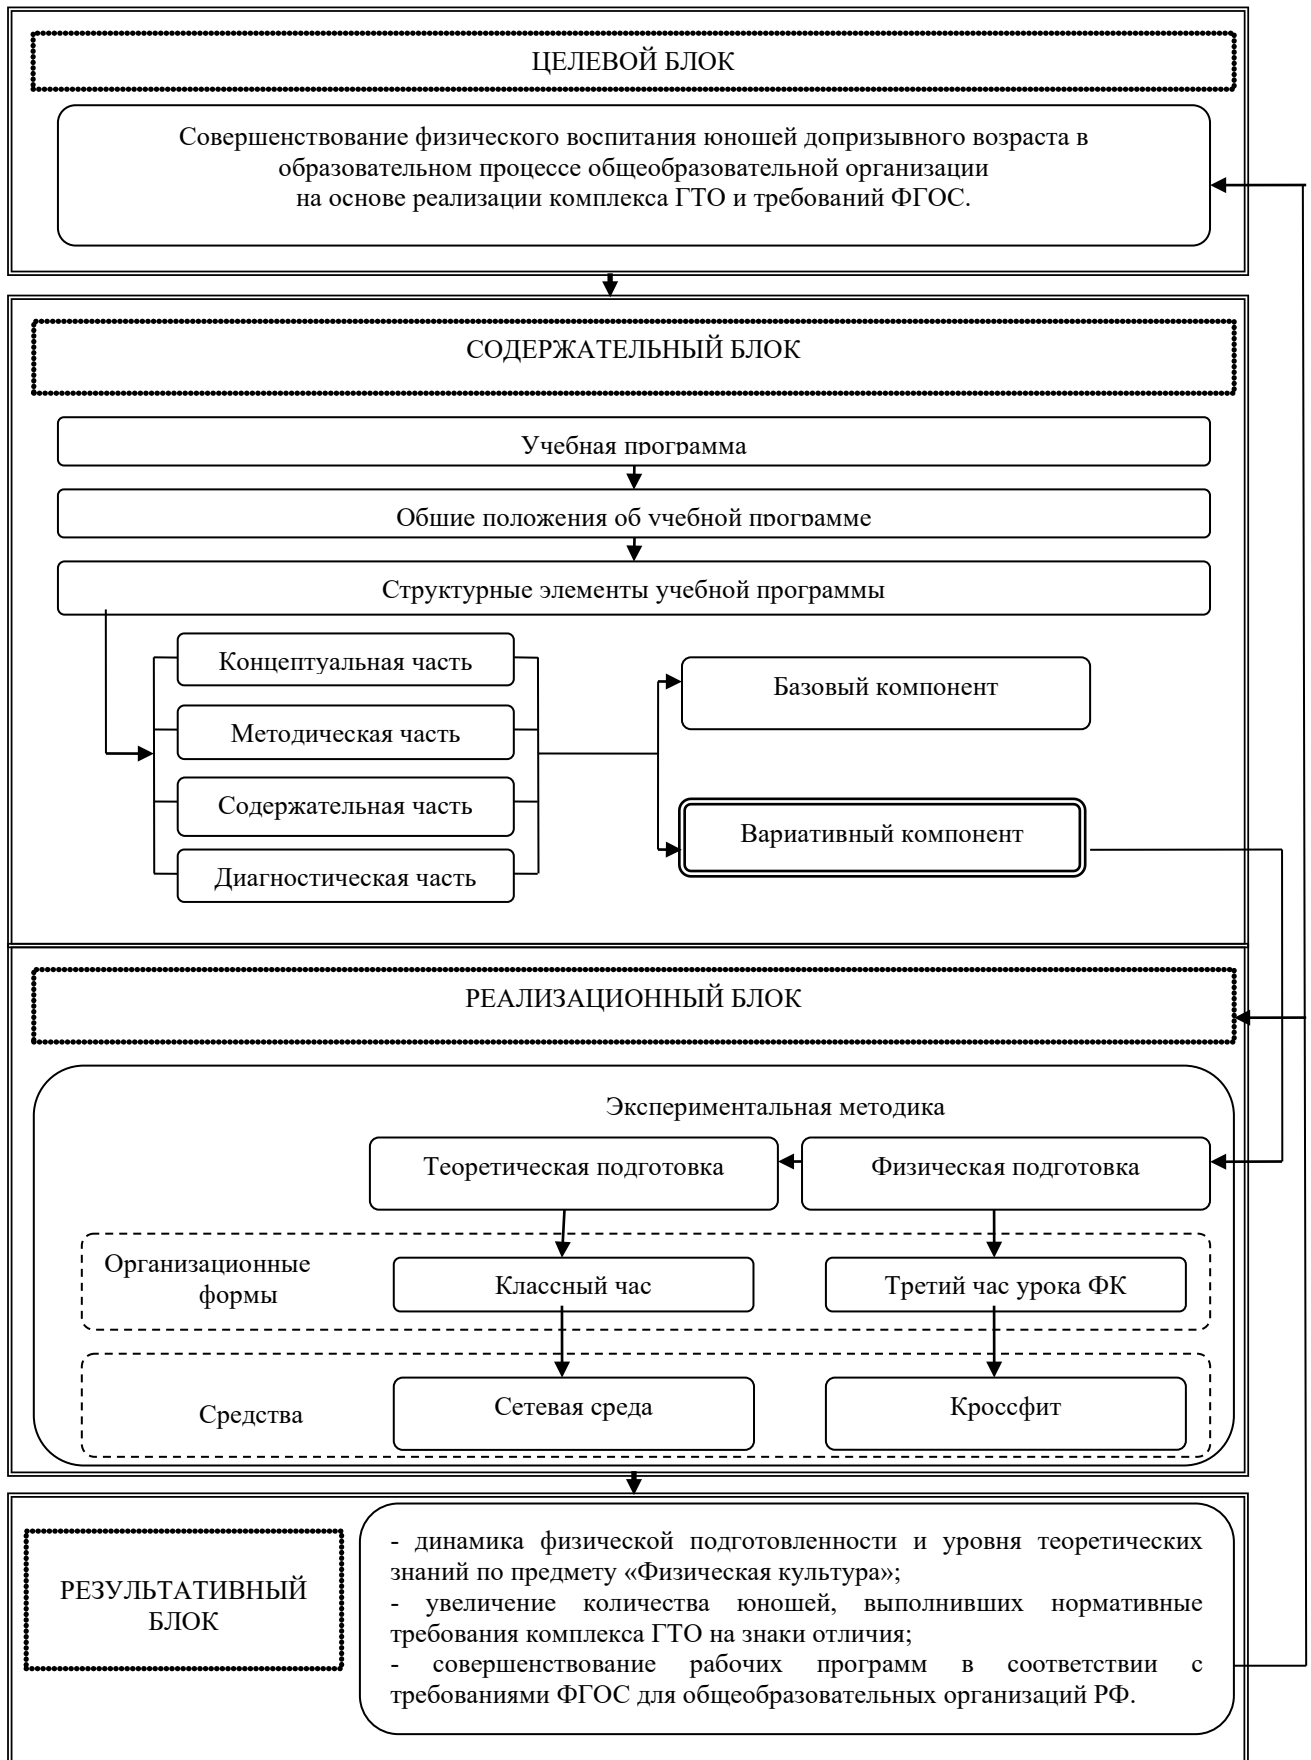 ЦЕЛЕВОЙ БЛОК
Совершенствование физического воспитания юношей допризывного возраста в
образовательном процессе общеобразовательной организации
на основе реализации комплекса ГТО и требований ФГОС.
СОДЕРЖАТЕЛЬНЫЙ БЛОК
Учебная программа
Общие положения об учебной программе
Структурные элементы учебной программы
Концептуальная часть
Базовый компонент
Методическая часть
Содержательная часть
Вариативный компонент
Диагностическая часть
РЕАЛИЗАЦИОННЫЙ БЛОК
Экспериментальная методика
Теоретическая подготовка
Физическая подготовка
Организационные
формы
Классный час
Третий час урока ФК
Средства
Сетевая среда
Кроссфит
РЕЗУЛЬТАТИВНЫЙ
БЛОК
- динамика физической подготовленности и уровня теоретических
знаний по предмету «Физическая культура»;
- увеличение количества юношей, выполнивших нормативные
требования комплекса ГТО на знаки отличия;
- совершенствование рабочих программ в соответствии с
требованиями ФГОС для общеобразовательных организаций РФ.